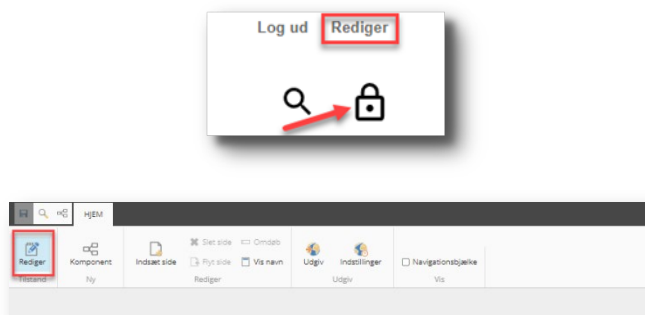 Log ud Rediger
HJEM
Rediger Komponent Indsæt side Slet side Omdøb Flyt side Vis navn Udgiv Indstillinger Navigationsbjælke
Tilstand Ny Rediger Udgiv Vis